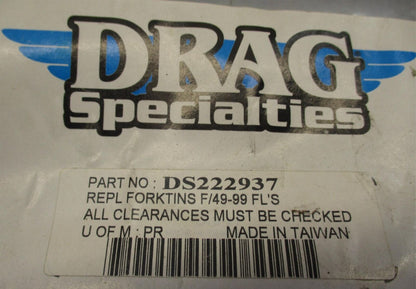 DRAG
Specialties
PART NO : DS222937
REPL FORKTINS F/49-99 FL'S
ALL CLEARANCES MUST BE CHECKED
U OF M : PR MADE IN TAIWAN